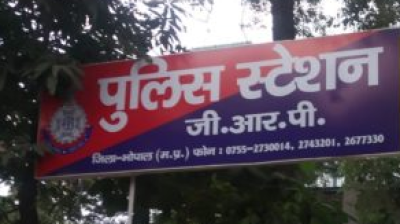 पुलिस स्टेशन
जी.आर.पी.
जिला-भोपाल (म.प्र.) फोन : 0755-2730014, 2743201, 2677330